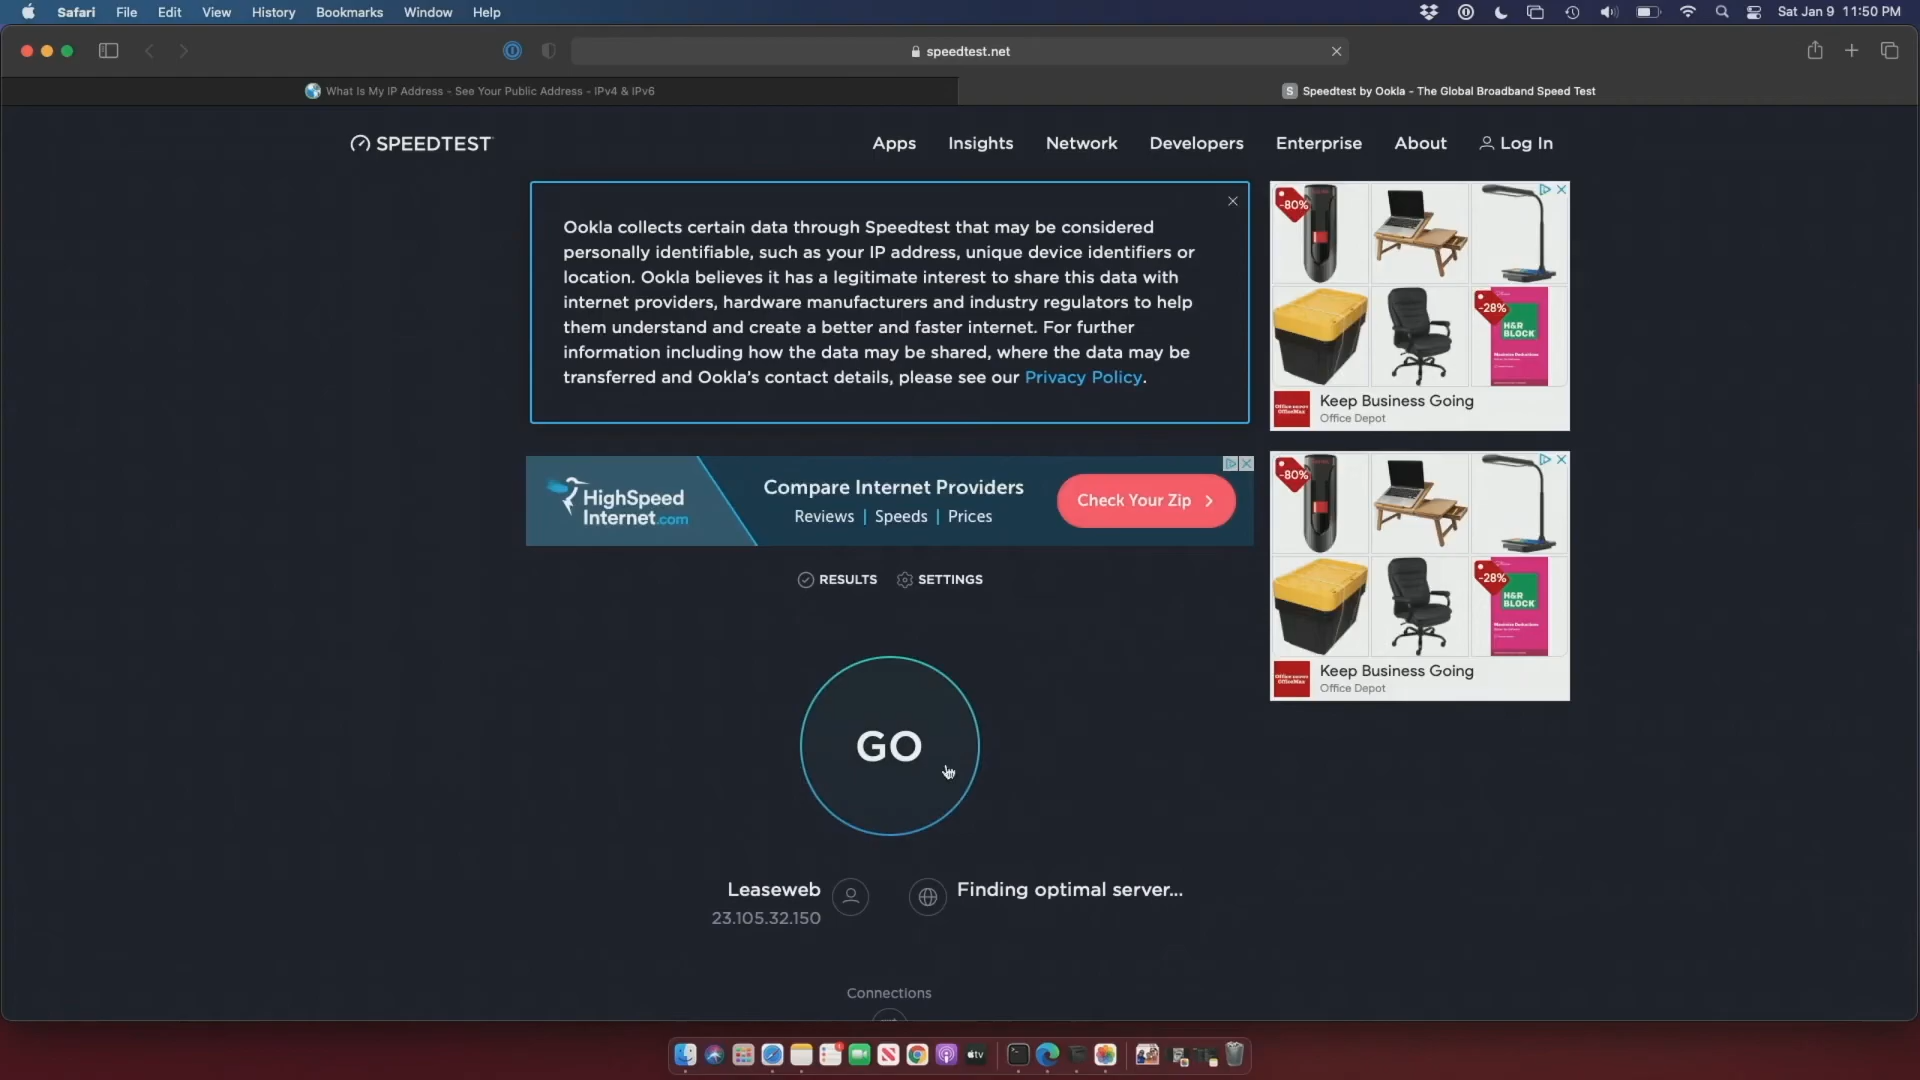 Safari File Edit View History Bookmarks Window Help
Sat Jan 9 11:50 PM
speedtest.net
What Is My IP Address - See Your Public Address - IPv4 & IPv6
S Speedtest by Ookla - The Global Broadband Speed Test
SPEEDTEST
Apps Insights Network Developers Enterprise About Log In
Ookla collects certain data through Speedtest that may be considered
personally identifiable, such as your IP address, unique device identifiers or
location. Ookla believes it has a legitimate interest to share this data with
internet providers, hardware manufacturers and industry regulators to help
them understand and create a better and faster internet. For further
information including how the data may be shared, where the data may be
transferred and Ookla’s contact details, please see our Privacy Policy.
-80%
-28%
H&R
BLOCK
Keep Business Going
Office Depot
HighSpeed
Internet.com
Compare Internet Providers
Reviews | Speeds | Prices
Check Your Zip
-80%
-28%
H&R
BLOCK
Keep Business Going
Office Depot
RESULTS SETTINGS
GO
Leaseweb
23.105.32.150
Finding optimal server...
Connections
tv